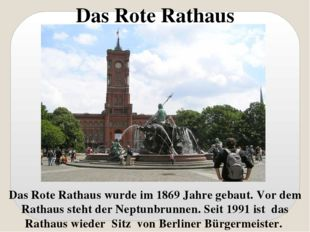 Das Rote Rathaus
Das Rote Rathaus wurde im 1869 Jahre gebaut. Vor dem
Rathaus steht der Neptunbrunnen. Seit 1991 ist das
Rathaus wieder Sitz von Berliner Bürgermeister.